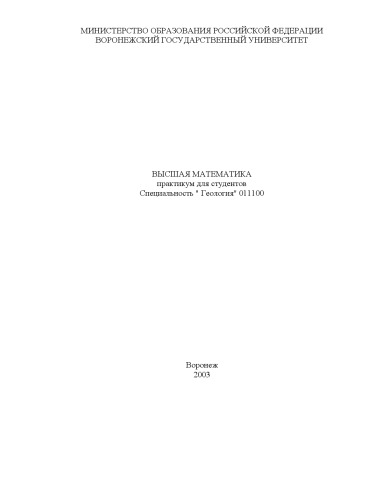 МИНИСТЕРСТВО ОБРАЗОВАНИЯ РОССИЙСКОЙ ФЕДЕРАЦИИ
ВОРОНЕЖСКИЙ ГОСУДАРСТВЕННЫЙ УНИВЕРСИТЕТ
ВЫСШАЯ МАТЕМАТИКА
практикум для студентов
Специальность " Геология" 011100
Воронеж
2003